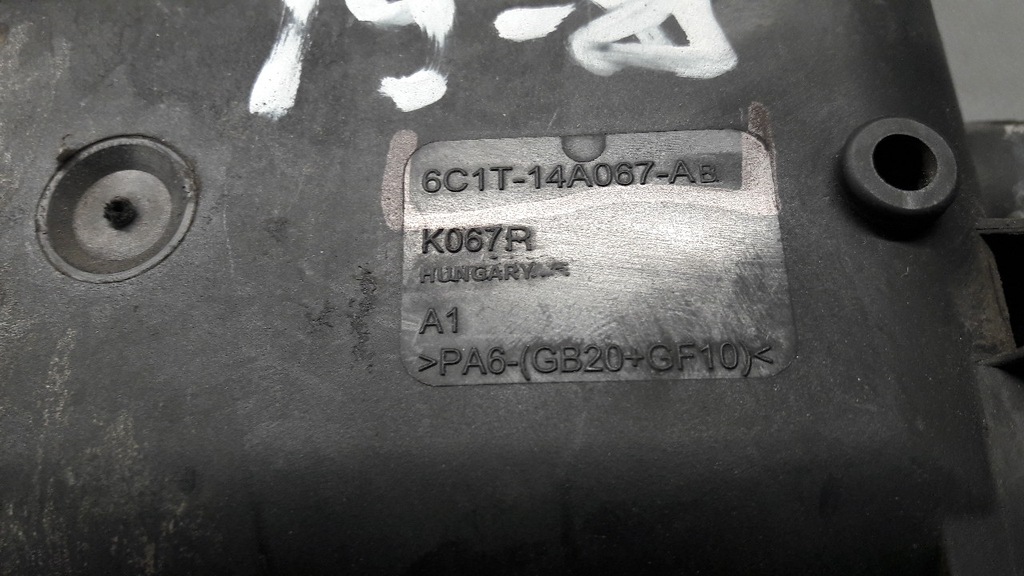 6C1T-14A067-AB
K067R
HUNGARY
A1
>PA6-(GB20+GF10)<